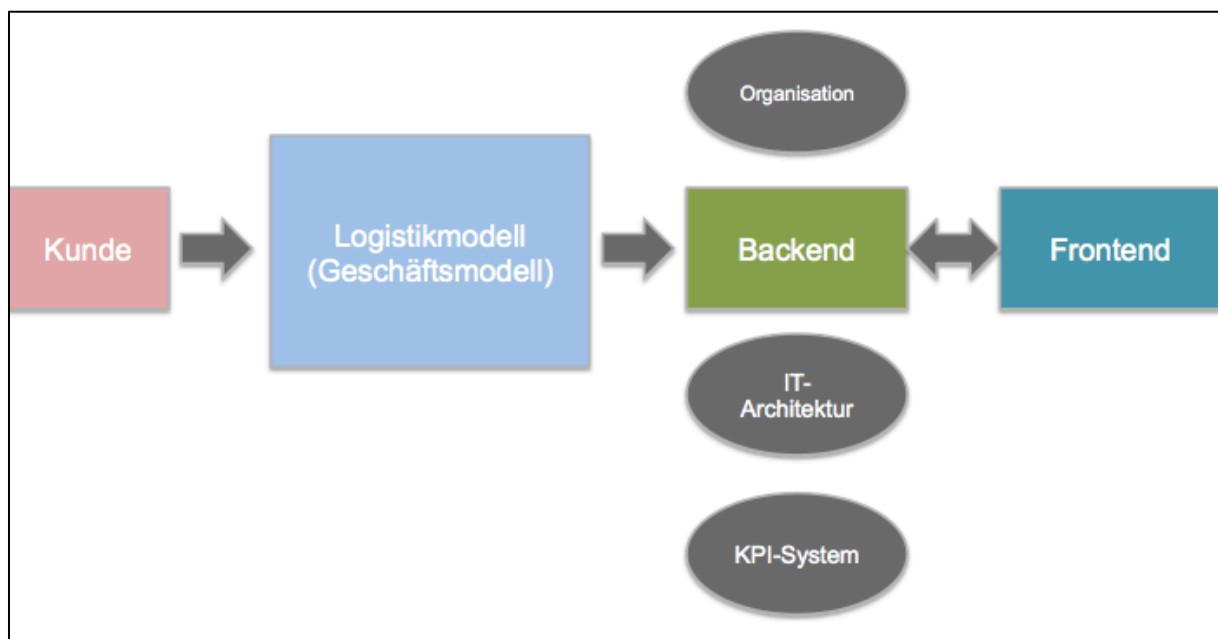 Organisation
Kunde
Logistikmodell
(Geschäftsmodell)
Backend
Frontend
IT-
Architektur
KPI-System